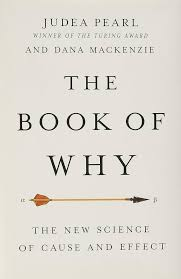 JUDEA PEARL
WINNER OF THE TURING AWARD
AND DANA MACKENZIE
THE
BOOK OF
WHY
α β
THE NEW SCIENCE
OF CAUSE AND EFFECT